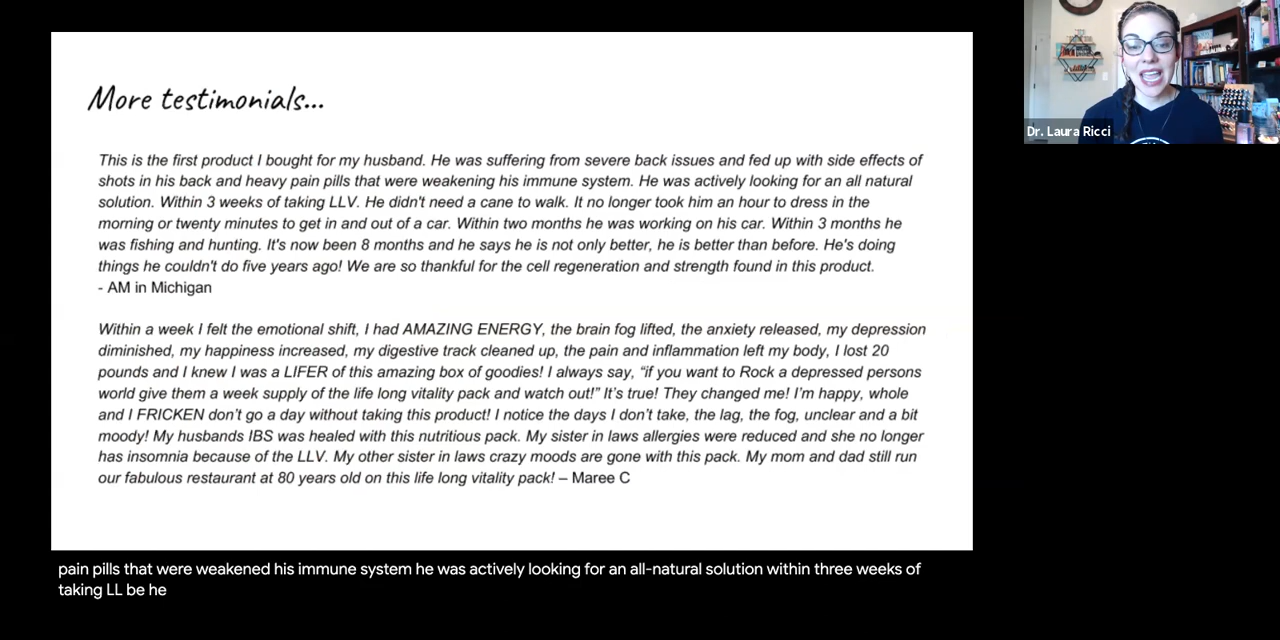 More testimonials...
This is the first product I bought for my husband. He was suffering from severe back issues and fed up with side effects of
shots in his back and heavy pain pills that were weakening his immune system. He was actively looking for an all natural
solution. Within 3 weeks of taking LLV. He didn't need a cane to walk. It no longer took him an hour to dress in the
morning or twenty minutes to get in and out of a car. Within two months he was working on his car. Within 3 months he
was fishing and hunting. It's now been 8 months and he says he is not only better, he is better than before. He's doing
things he couldn't do five years ago! We are so thankful for the cell regeneration and strength found in this product.
- AM in Michigan
Within a week I felt the emotional shift, I had AMAZING ENERGY, the brain fog lifted, the anxiety released, my depression
diminished, my happiness increased, my digestive track cleaned up, the pain and inflammation left my body, I lost 20
pounds and I knew I was a LIFER of this amazing box of goodies! I always say, “if you want to Rock a depressed persons
world give them a week supply of the life long vitality pack and watch out!” It’s true! They changed me! I’m happy, whole
and I FRICKEN don’t go a day without taking this product! I notice the days I don’t take, the lag, the fog, unclear and a bit
moody! My husbands IBS was healed with this nutritious pack. My sister in laws allergies were reduced and she no longer
has insomnia because of the LLV. My other sister in laws crazy moods are gone with this pack. My mom and dad still run
our fabulous restaurant at 80 years old on this life long vitality pack! – Maree C
Dr. Laura Ricci
pain pills that were weakened his immune system he was actively looking for an all-natural solution within three weeks of
taking LL be he